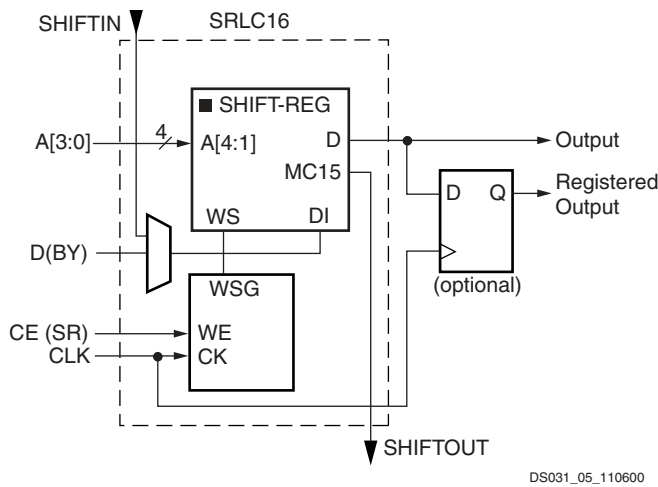 SHIFTIN
SRLC16
SHIFT-REG
A[3:0]
4
A[4:1]
D
MC15
Output
D
Q
Registered
Output
WS
DI
D(BY)
WSG
(optional)
CE (SR)
WE
CLK
CK
SHIFTOUT
DS031_05_110600